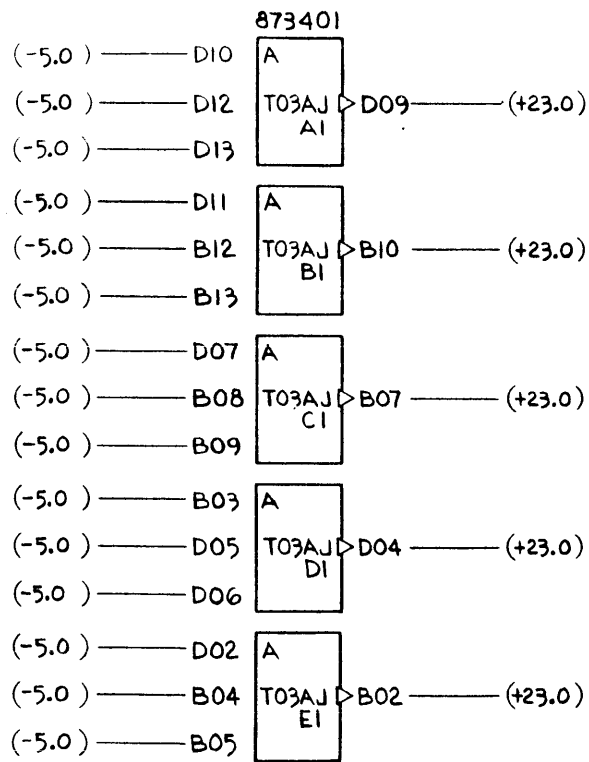 873401
(-5.0 ) D10 A
(-5.0 ) D12 T03AJ D09 (+23.0)
A1
(-5.0 ) D13
(-5.0 ) D11 A
(-5.0 ) B12 T03AJ B10 (+23.0)
B1
(-5.0 ) B13
(-5.0 ) D07 A
(-5.0 ) B08 T03AJ B07 (+23.0)
C1
(-5.0 ) B09
(-5.0 ) B03 A
(-5.0 ) D05 T03AJ D04 (+23.0)
D1
(-5.0 ) D06
(-5.0 ) D02 A
(-5.0 ) B04 T03AJ B02 (+23.0)
E1
(-5.0 ) B05